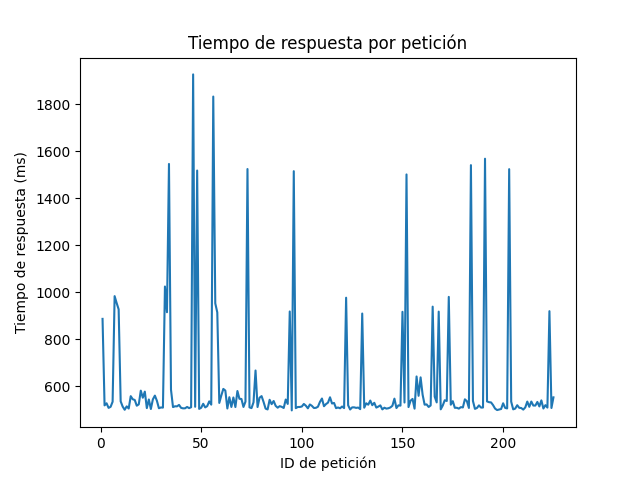 Tiempo de respuesta por petición
Tiempo de respuesta (ms)
1800
1600
1400
1200
1000
800
600
0 50 100 150 200
ID de petición